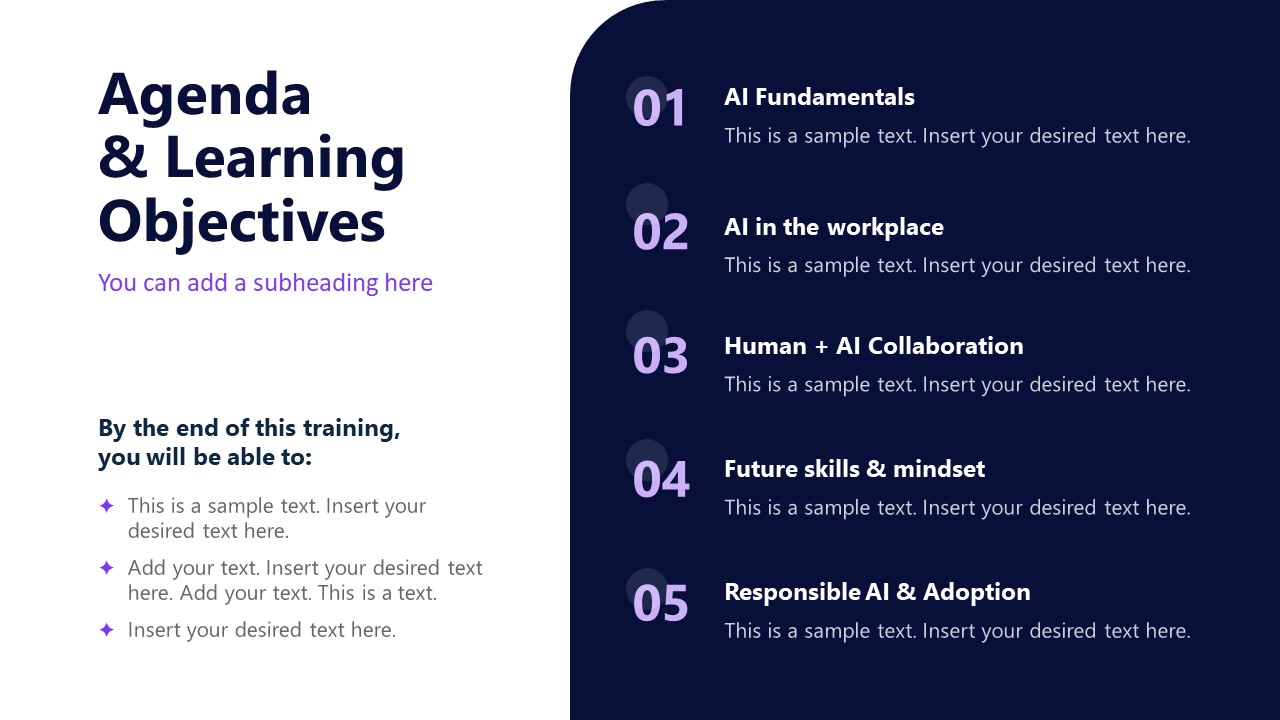 Agenda
& Learning
Objectives
You can add a subheading here
By the end of this training,
you will be able to:
✦ This is a sample text. Insert your
desired text here.
✦ Add your text. Insert your desired text
here. Add your text. This is a text.
✦ Insert your desired text here.
01
AI Fundamentals
This is a sample text. Insert your desired text here.
02
AI in the workplace
This is a sample text. Insert your desired text here.
03
Human + AI Collaboration
This is a sample text. Insert your desired text here.
04
Future skills & mindset
This is a sample text. Insert your desired text here.
05
Responsible AI & Adoption
This is a sample text. Insert your desired text here.